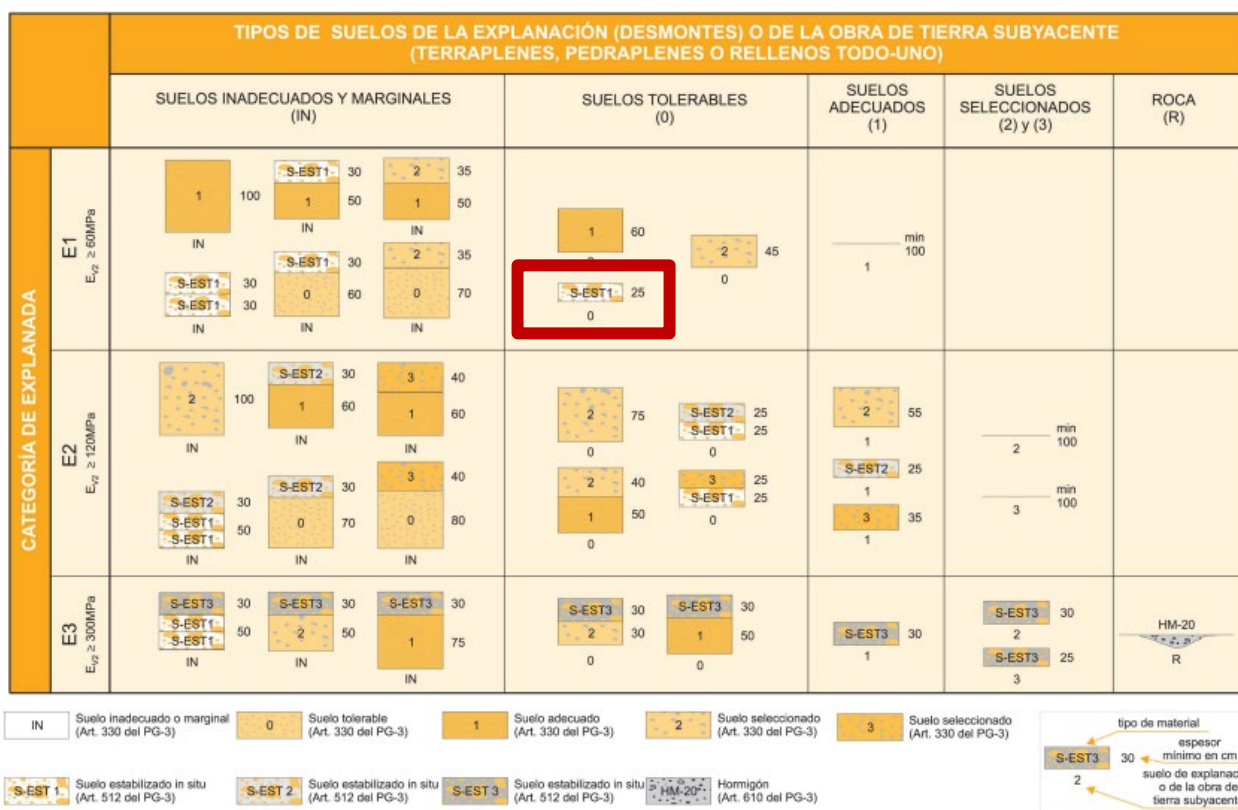 TIPOS DE SUELOS DE LA EXPLANACIÓN (DESMONTES) O DE LA OBRA DE TIERRA SUBYACENTE
(TERRAPLENES, PEDRAPLENES O RELLENOS TODO-UNO)
SUELOS INADECUADOS Y MARGINALES
(IN)
SUELOS TOLERABLES
(0)
SUELOS
ADECUADOS
(1)
SUELOS
SELECCIONADOS
(2) y (3)
ROCA
(R)
CATEGORÍA DE EXPLANADA
E1
EV2 ≥ 60MPa
1 100
IN
S-EST1 30
1 50
IN
2 35
1 50
IN
S-EST1 30
S-EST1 30
IN
S-EST1 30
0 60
IN
2 35
0 70
IN
1 60
2 45
0
S-EST1 25
0
min
100
1
E2
EV2 ≥ 120MPa
2 100
IN
S-EST2 30
1 60
IN
3 40
1 60
IN
S-EST2 30
S-EST1 50
S-EST1
IN
S-EST2 30
0 70
IN
3 40
0 80
IN
2 75
0
S-EST2 25
S-EST1 25
0
2 40
1 50
0
3 25
S-EST1 25
0
2 55
1
S-EST2 25
1
3 35
1
min
100
2
min
100
3
E3
EV2 ≥ 300MPa
S-EST3 30
S-EST1 50
S-EST1
IN
S-EST3 30
2 50
IN
S-EST3 30
1 75
IN
S-EST3 30
2 30
0
S-EST3 30
1 50
0
S-EST3 30
1
S-EST3 30
2
S-EST3 25
3
HM-20
R
IN Suelo inadecuado o marginal
(Art. 330 del PG-3)
0 Suelo tolerable
(Art. 330 del PG-3)
1 Suelo adecuado
(Art. 330 del PG-3)
2 Suelo seleccionado
(Art. 330 del PG-3)
3 Suelo seleccionado
(Art. 330 del PG-3)
S-EST 1 Suelo estabilizado in situ
(Art. 512 del PG-3)
S-EST 2 Suelo estabilizado in situ
(Art. 512 del PG-3)
S-EST 3 Suelo estabilizado in situ
(Art. 512 del PG-3)
HM-20 Hormigón
(Art. 610 del PG-3)
tipo de material
espesor
S-EST3 30 mínimo en cm
2
suelo de explanac
o de la obra de
tierra subyacent